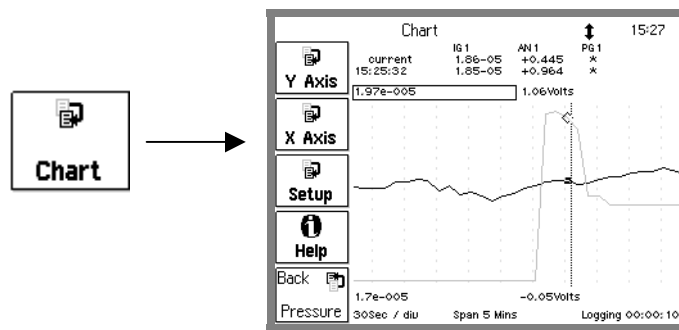 Chart
Chart 15:27
IG1 AN1 PG1
current 1.86-05 +0.445 *
15:25:32 1.85-05 +0.964 *
1.97e-005 1.06Volts
Y Axis
X Axis
Setup
Help
Back
Pressure
1.7e-005 -0.05Volts
30Sec / div Span 5 Mins Logging 00:00:10